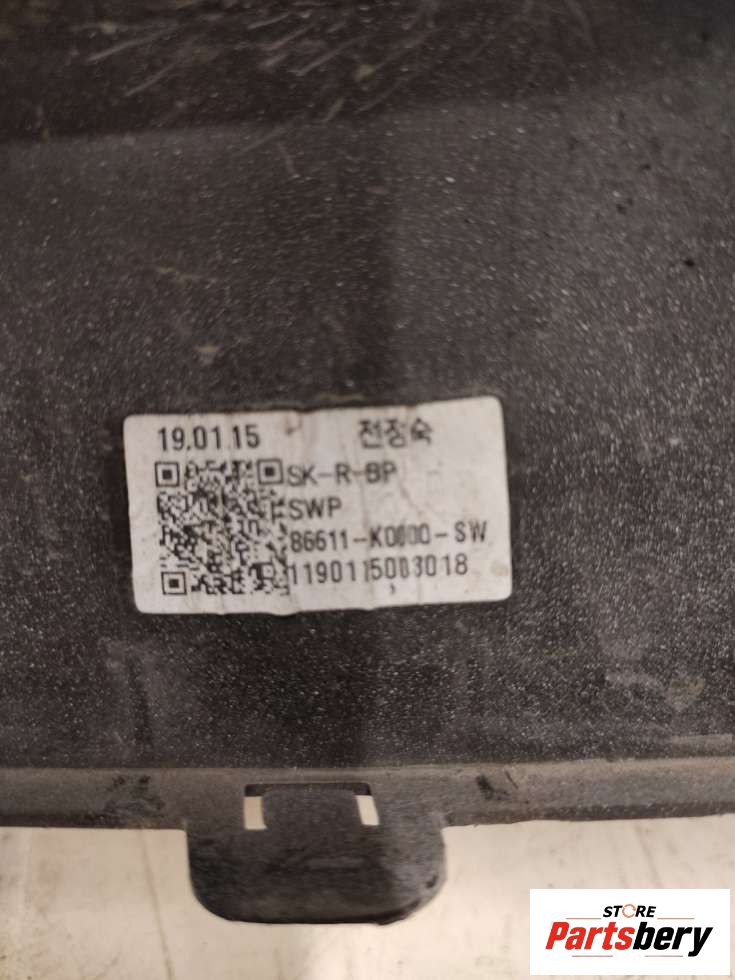 19.01.15 전정숙
SK-R-BP
SWP
86611-K0000-SW
1190115003018
STORE
Partsbery